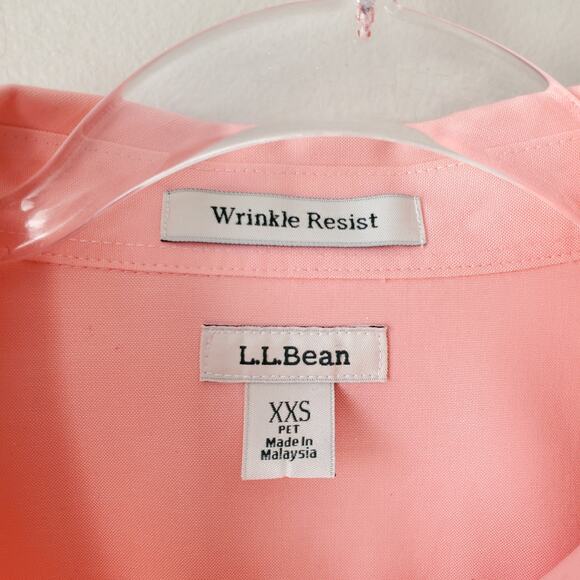 Wrinkle Resist
L.L.Bean
XXS
PET
Made In
Malaysia